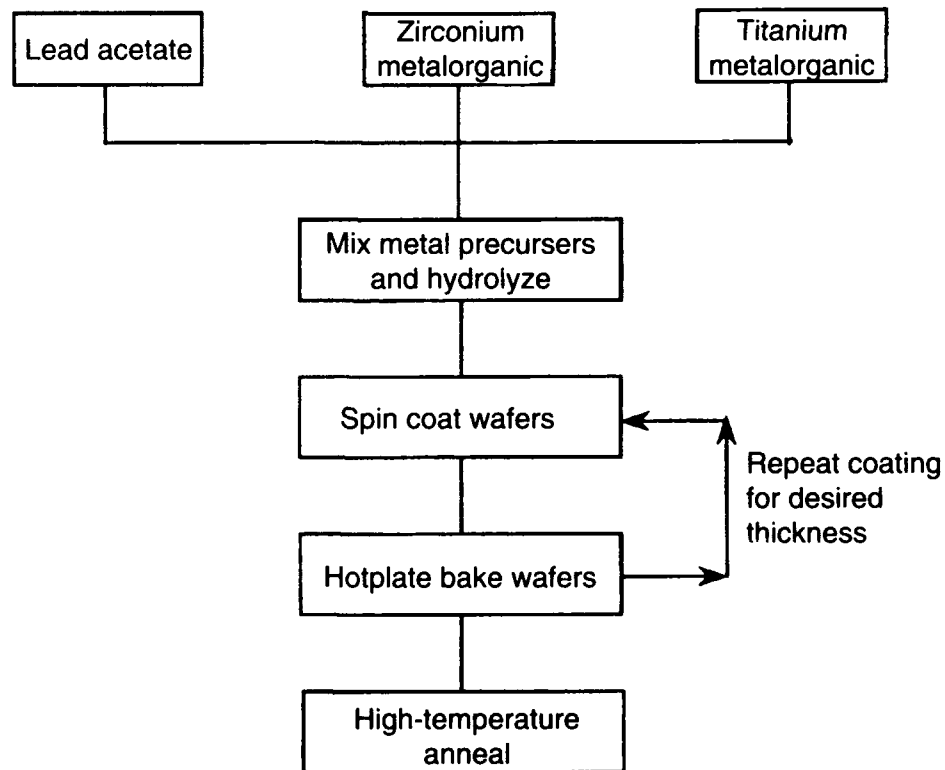 Lead acetate
Zirconium
metalorganic
Titanium
metalorganic
Mix metal precursers
and hydrolyze
Spin coat wafers
Repeat coating
for desired
thickness
Hotplate bake wafers
High-temperature
anneal